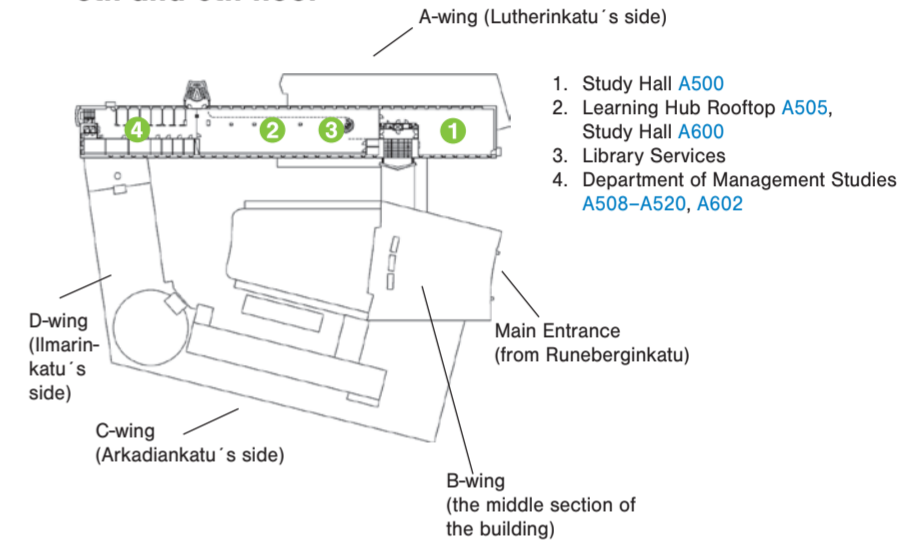 A-wing (Lutherinkatu´s side)
1. Study Hall A500
2. Learning Hub Rooftop A505,
Study Hall A600
3. Library Services
4. Department of Management Studies
A508–A520, A602
4
2
3
1
D-wing
(Ilmarin-
katu´s
side)
Main Entrance
(from Runeberginkatu)
C-wing
(Arkadiankatu´s side)
B-wing
(the middle section of
the building)